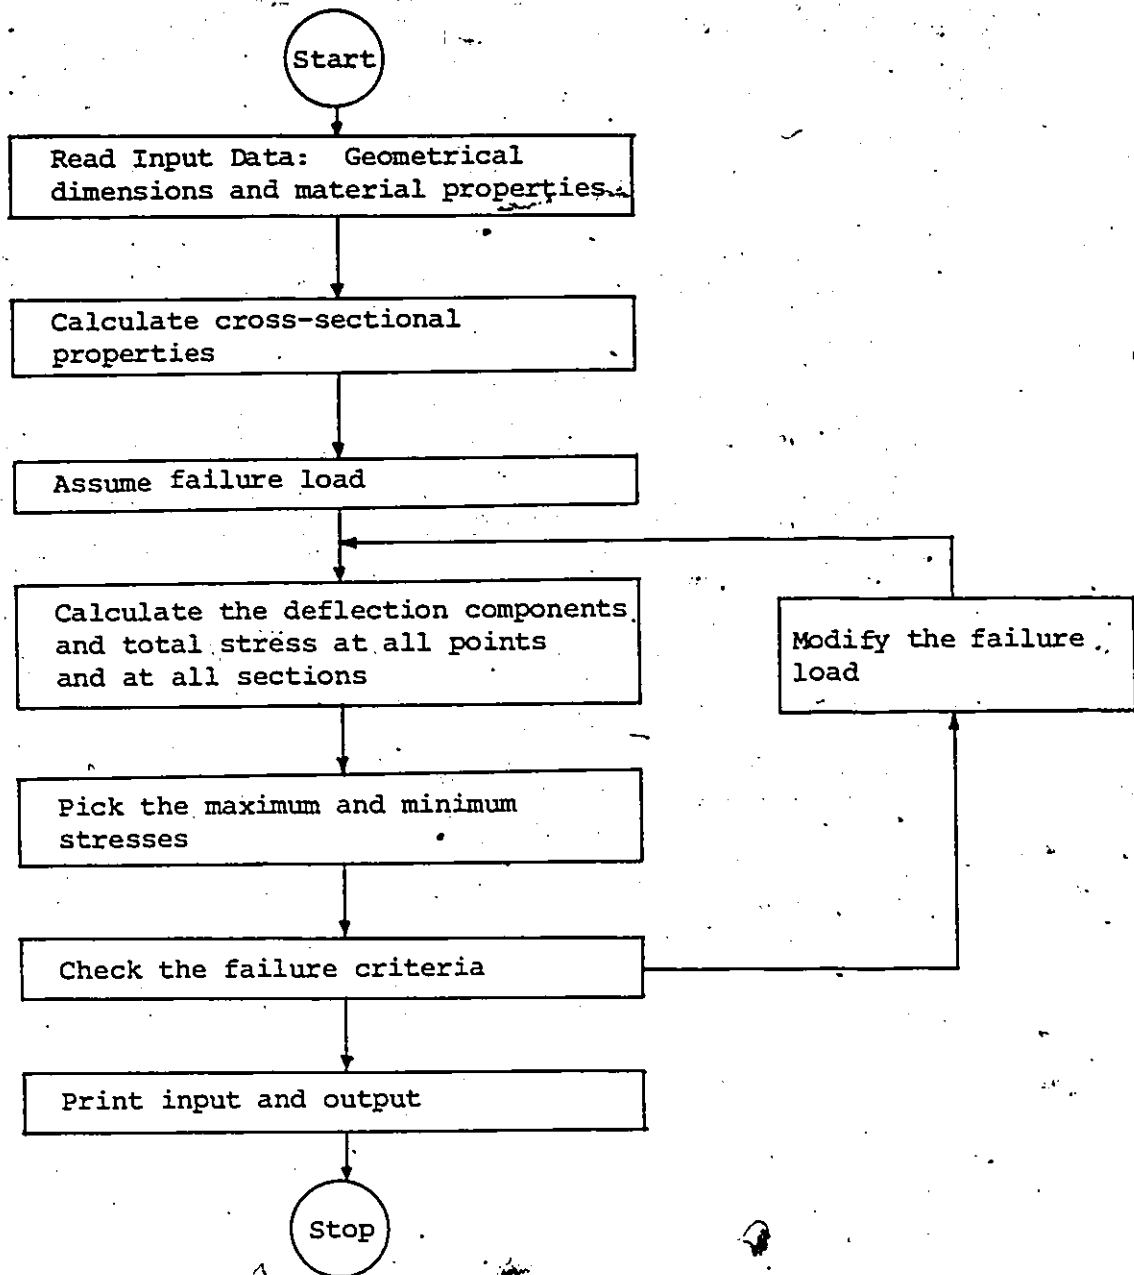 Start
Read Input Data: Geometrical
dimensions and material properties
Calculate cross-sectional
properties
Assume failure load
Calculate the deflection components
and total stress at all points
and at all sections
Modify the failure
load
Pick the maximum and minimum
stresses
Check the failure criteria
Print input and output
Stop